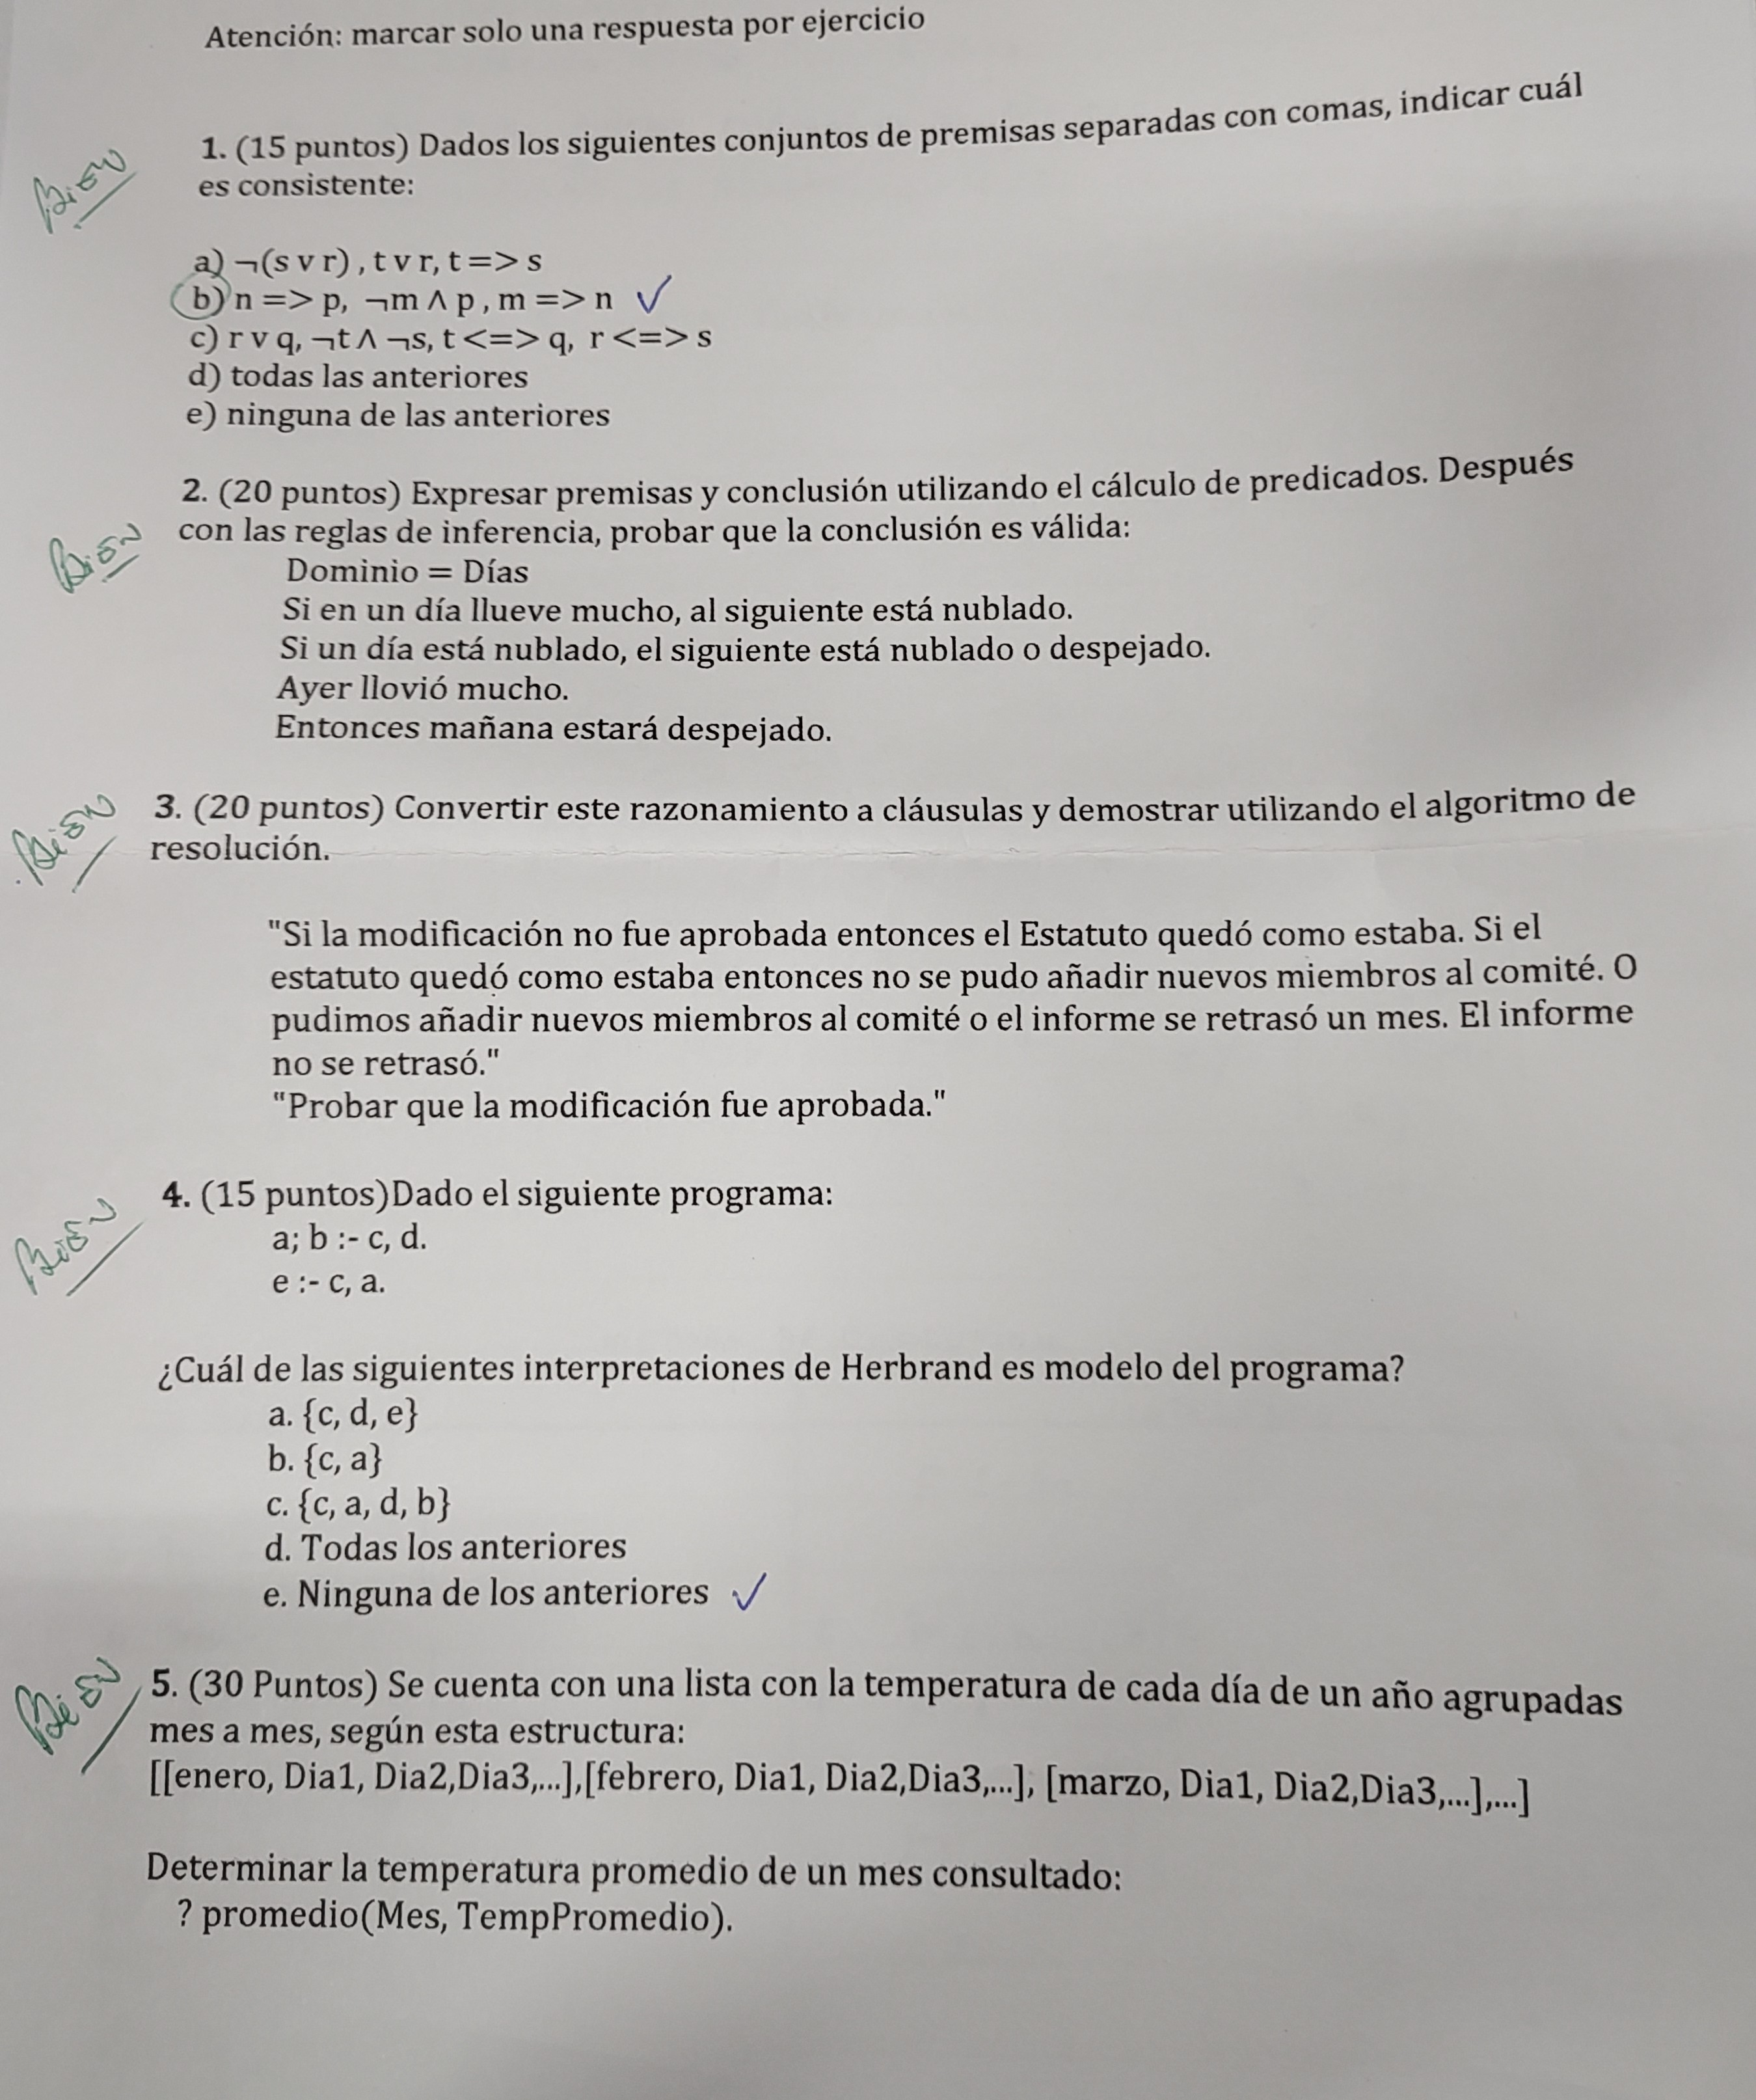 Atención: marcar solo una respuesta por ejercicio
Bien
1. (15 puntos) Dados los siguientes conjuntos de premisas separadas con comas, indicar cuál
es consistente:
a) ¬(s v r) , t v r, t => s
b) n => p, ¬m ∧ p , m => n ✓
c) r v q, ¬t ∧ ¬s, t <=> q, r <=> s
d) todas las anteriores
e) ninguna de las anteriores
Bien
2. (20 puntos) Expresar premisas y conclusión utilizando el cálculo de predicados. Después
con las reglas de inferencia, probar que la conclusión es válida:
Dominio = Días
Si en un día llueve mucho, al siguiente está nublado.
Si un día está nublado, el siguiente está nublado o despejado.
Ayer llovió mucho.
Entonces mañana estará despejado.
Bien
3. (20 puntos) Convertir este razonamiento a cláusulas y demostrar utilizando el algoritmo de
resolución.
"Si la modificación no fue aprobada entonces el Estatuto quedó como estaba. Si el
estatuto quedó como estaba entonces no se pudo añadir nuevos miembros al comité. O
pudimos añadir nuevos miembros al comité o el informe se retrasó un mes. El informe
no se retrasó."
"Probar que la modificación fue aprobada."
Bien
4. (15 puntos)Dado el siguiente programa:
a; b :- c, d.
e :- c, a.
¿Cuál de las siguientes interpretaciones de Herbrand es modelo del programa?
a. {c, d, e}
b. {c, a}
c. {c, a, d, b}
d. Todas los anteriores
e. Ninguna de los anteriores ✓
Bien
5. (30 Puntos) Se cuenta con una lista con la temperatura de cada día de un año agrupadas
mes a mes, según esta estructura:
[[enero, Dia1, Dia2,Dia3,...],[febrero, Dia1, Dia2,Dia3,...], [marzo, Dia1, Dia2,Dia3,...],...]
Determinar la temperatura promedio de un mes consultado:
? promedio(Mes, TempPromedio).